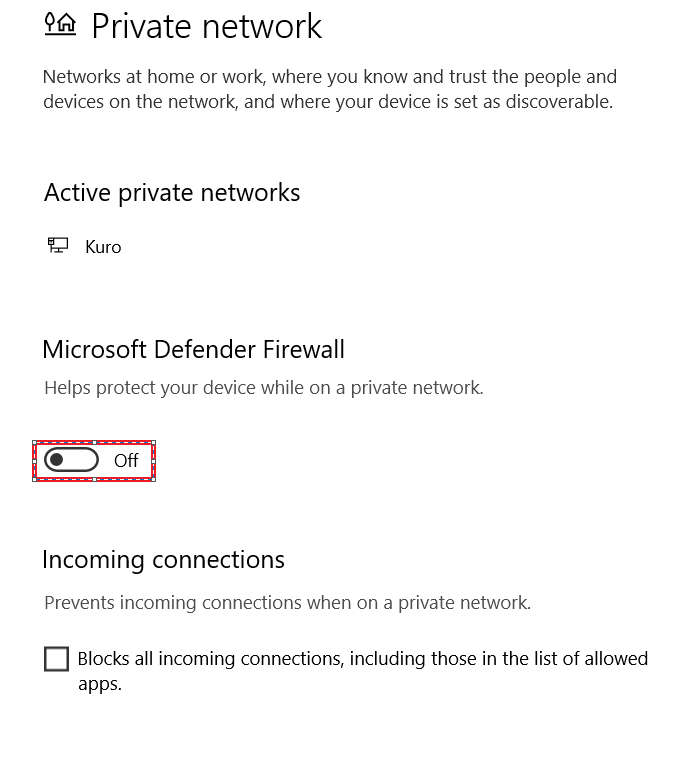 Private network
Networks at home or work, where you know and trust the people and
devices on the network, and where your device is set as discoverable.
Active private networks
Kuro
Microsoft Defender Firewall
Helps protect your device while on a private network.
Off
Incoming connections
Prevents incoming connections when on a private network.
Blocks all incoming connections, including those in the list of allowed
apps.